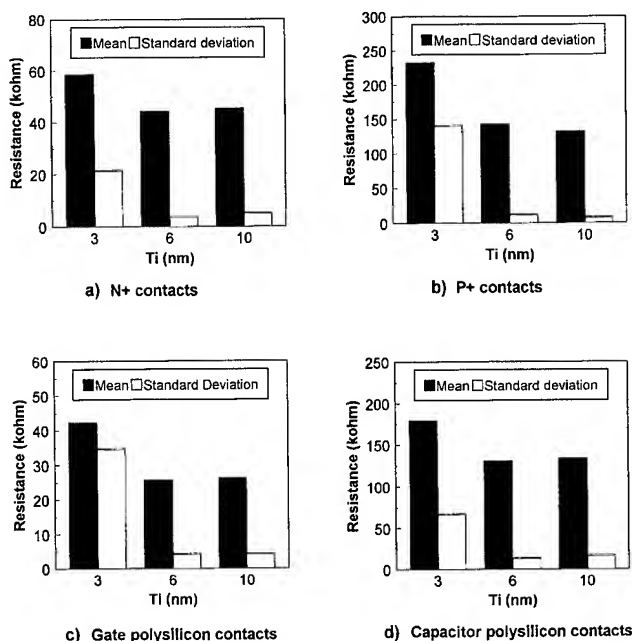 80
60
40
20
0
Resistance (kohm)
Mean Standard deviation
3 6 10
Ti (nm)
a) N+ contacts
300
250
200
150
100
50
0
Resistance (kohm)
Mean Standard deviation
3 6 10
Ti (nm)
b) P+ contacts
60
50
40
30
20
10
0
Resistance (kohm)
Mean Standard Deviation
3 6 10
Ti (nm)
c) Gate polysilicon contacts
250
200
150
100
50
0
Resistance (kohm)
Mean Standard deviation
3 6 10
Ti (nm)
d) Capacitor polysilicon contacts